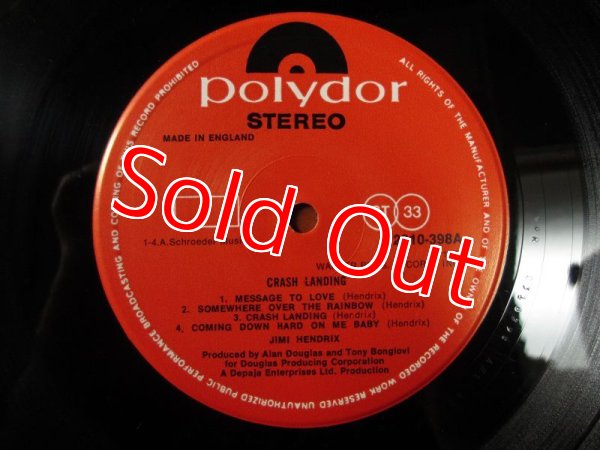 polydor
STEREO
MADE IN ENGLAND
ALL RIGHTS OF THE MANUFACTURER AND OF THE OWNER OF THE RECORDED WORK RESERVED UNAUTHORIZED PUBLIC PERFORMANCE BROADCASTING AND COPYING OF THIS RECORD PROHIBITED
Sold Out
ST 33
1-4.A.Schroeder Music
2310-398A
CRASH LANDING
1. MESSAGE TO LOVE (Hendrix)
2. SOMEWHERE OVER THE RAINBOW (Hendrix)
3. CRASH LANDING (Hendrix)
4. COMING DOWN HARD ON ME BABY (Hendrix)
JIMI HENDRIX
Produced by Alan Douglas and Tony Bongiovi
for Douglas Producing Corporation
A Depaja Enterprises Ltd. Production